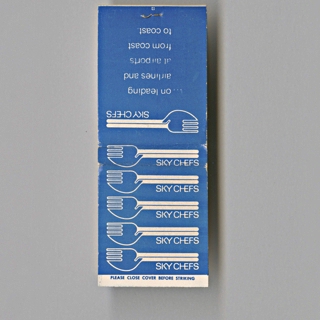 ... on leading
airlines and
at airports
from coast
to coast
SKY CHEFS
SKY CHEFS
SKY CHEFS
SKY CHEFS
SKY CHEFS
SKY CHEFS
PLEASE CLOSE COVER BEFORE STRIKING